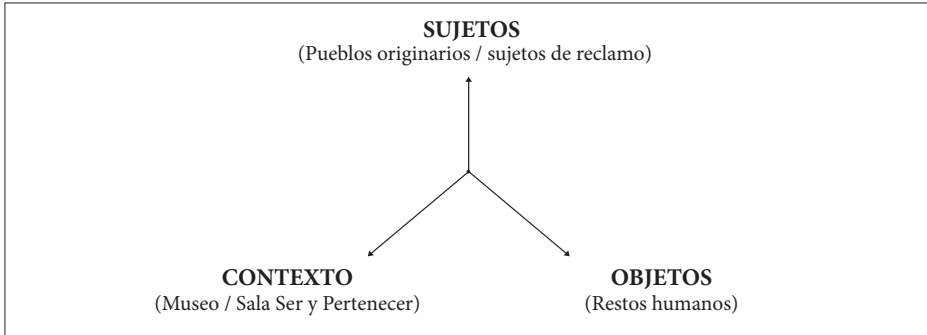 SUJETOS
(Pueblos originarios / sujetos de reclamo)
CONTEXTO
(Museo / Sala Ser y Pertenecer)
OBJETOS
(Restos humanos)